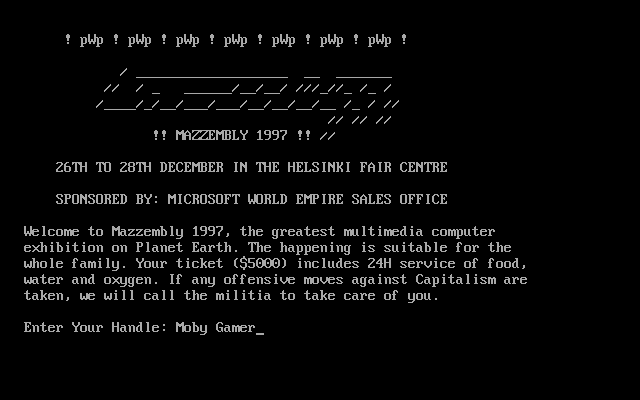 ! pWp ! pWp ! pWp ! pWp ! pWp ! pWp ! pWp !
!! MAZZEMBLY 1997 !!
26TH TO 28TH DECEMBER IN THE HELSINKI FAIR CENTRE
SPONSORED BY: MICROSOFT WORLD EMPIRE SALES OFFICE
Welcome to Mazzembly 1997, the greatest multimedia computer
exhibition on Planet Earth. The happening is suitable for the
whole family. Your ticket ($5000) includes 24H service of food,
water and oxygen. If any offensive moves against Capitalism are
taken, we will call the militia to take care of you.
Enter Your Handle: Moby Gamer_